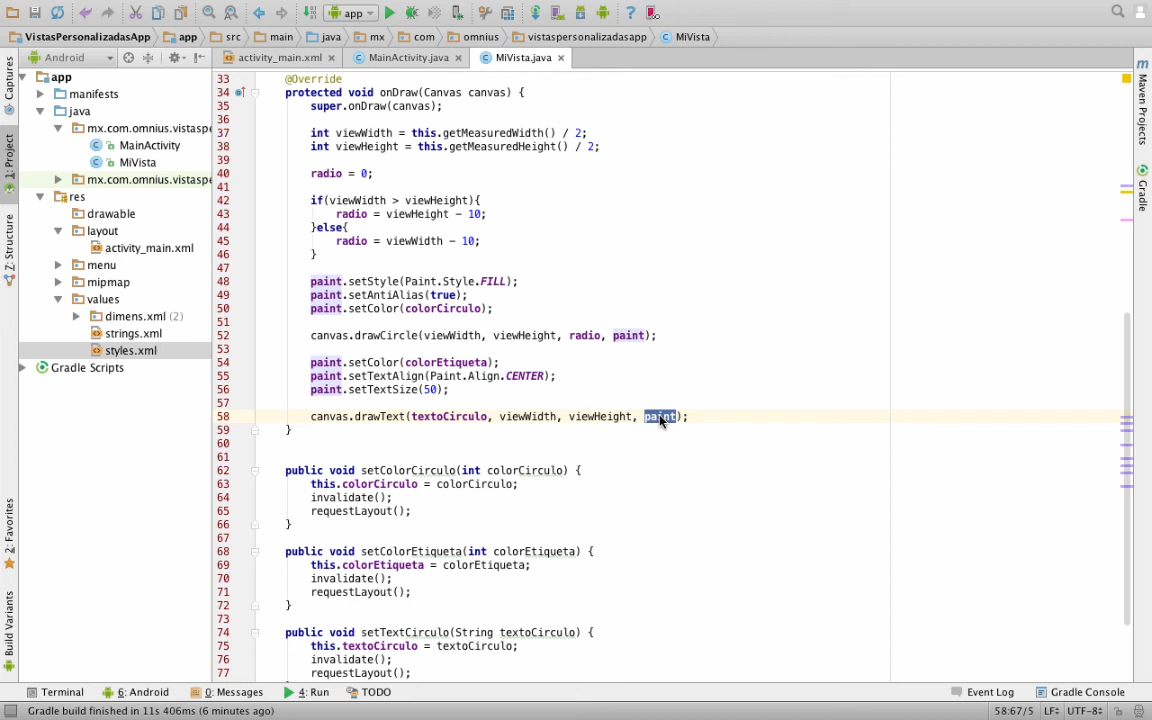 app
VistasPersonalizadasApp app src main java mx com omnius vistaspersonalizadasapp MiVista
Android
activity_main.xml MainActivity.java MiVista.java
Captures
1: Project
7: Structure
2: Favorites
Build Variants
app
manifests
java
mx.com.omnius.vistaspe
MainActivity
MiVista
mx.com.omnius.vistaspe
res
drawable
layout
activity_main.xml
menu
mipmap
values
dimens.xml (2)
strings.xml
styles.xml
Gradle Scripts
33 @Override
34 protected void onDraw(Canvas canvas) {
35 super.onDraw(canvas);
36
37 int viewWidth = this.getMeasuredWidth() / 2;
38 int viewHeight = this.getMeasuredHeight() / 2;
39
40 radio = 0;
41
42 if(viewWidth > viewHeight){
43 radio = viewHeight - 10;
44 }else{
45 radio = viewWidth - 10;
46 }
47
48 paint.setStyle(Paint.Style.FILL);
49 paint.setAntiAlias(true);
50 paint.setColor(colorCirculo);
51
52 canvas.drawCircle(viewWidth, viewHeight, radio, paint);
53
54 paint.setColor(colorEtiqueta);
55 paint.setTextAlign(Paint.Align.CENTER);
56 paint.setTextSize(50);
57
58 canvas.drawText(textoCirculo, viewWidth, viewHeight, paint);
59 }
60
61
62 public void setColorCirculo(int colorCirculo) {
63 this.colorCirculo = colorCirculo;
64 invalidate();
65 requestLayout();
66 }
67
68 public void setColorEtiqueta(int colorEtiqueta) {
69 this.colorEtiqueta = colorEtiqueta;
70 invalidate();
71 requestLayout();
72 }
73
74 public void setTextCirculo(String textoCirculo) {
75 this.textoCirculo = textoCirculo;
76 invalidate();
77 requestLayout();
m
Maven Projects
Gradle
Terminal 6: Android 0: Messages 4: Run TODO Event Log Gradle Console
Gradle build finished in 11s 406ms (6 minutes ago) 58:67/5 LF UTF-8